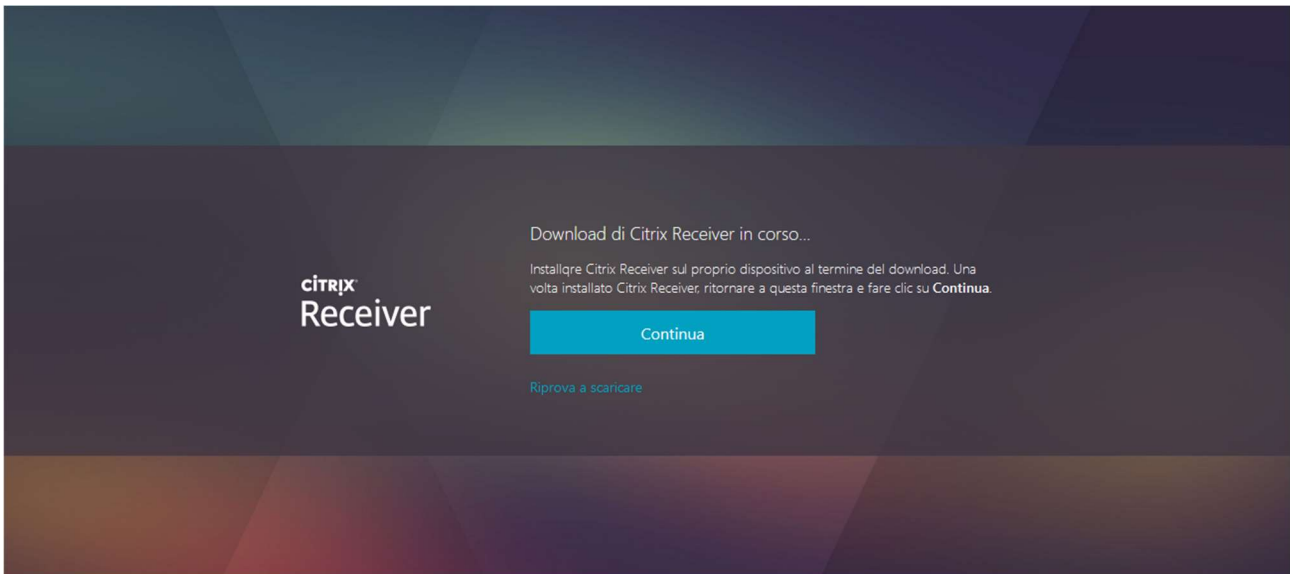 Download di Citrix Receiver in corso...
Installqre Citrix Receiver sul proprio dispositivo al termine del download. Una
volta installato Citrix Receiver, ritornare a questa finestra e fare clic su Continua.
CITRIX
Receiver
Continua
Riprova a scaricare